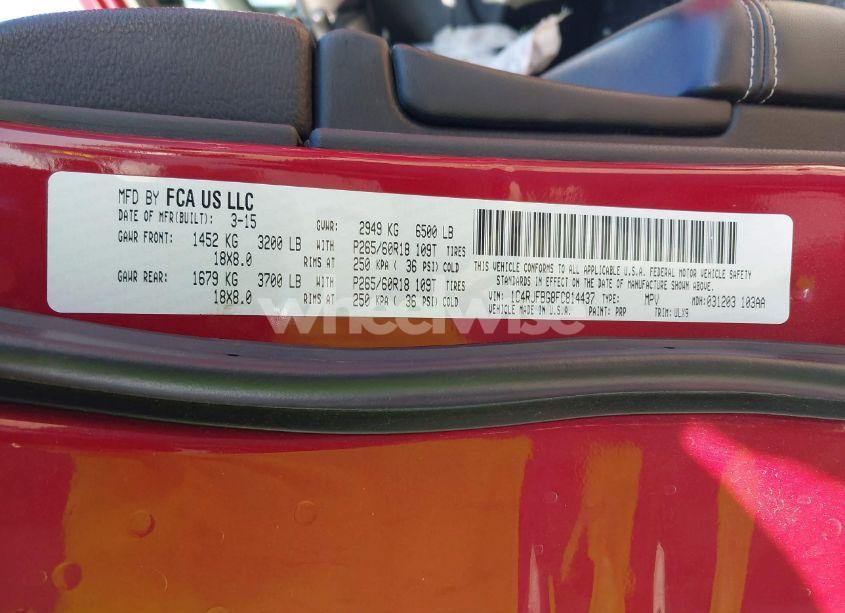 MFD BY FCA US LLC
DATE OF MFR(BUILT): 3-15 GVWR: 2949 KG 6500 LB
GAWR FRONT: 1452 KG 3200 LB WITH P265/60R18 109T TIRES
18X8.0 RIMS AT 250 KPA ( 36 PSI) COLD
GAWR REAR: 1679 KG 3700 LB WITH P265/60R18 109T TIRES
18X8.0 RIMS AT 250 KPA ( 36 PSI) COLD
THIS VEHICLE CONFORMS TO ALL APPLICABLE U.S.A. FEDERAL MOTOR VEHICLE SAFETY
STANDARDS IN EFFECT ON THE DATE OF MANUFACTURE SHOWN ABOVE.
VIN: 1C4RJFBG8FC814437 TYPE: MPV MDH: 031203 103AA
VEHICLE MADE IN U.S.A. PAINT: PRP TRIM: ULX9
wheelwise